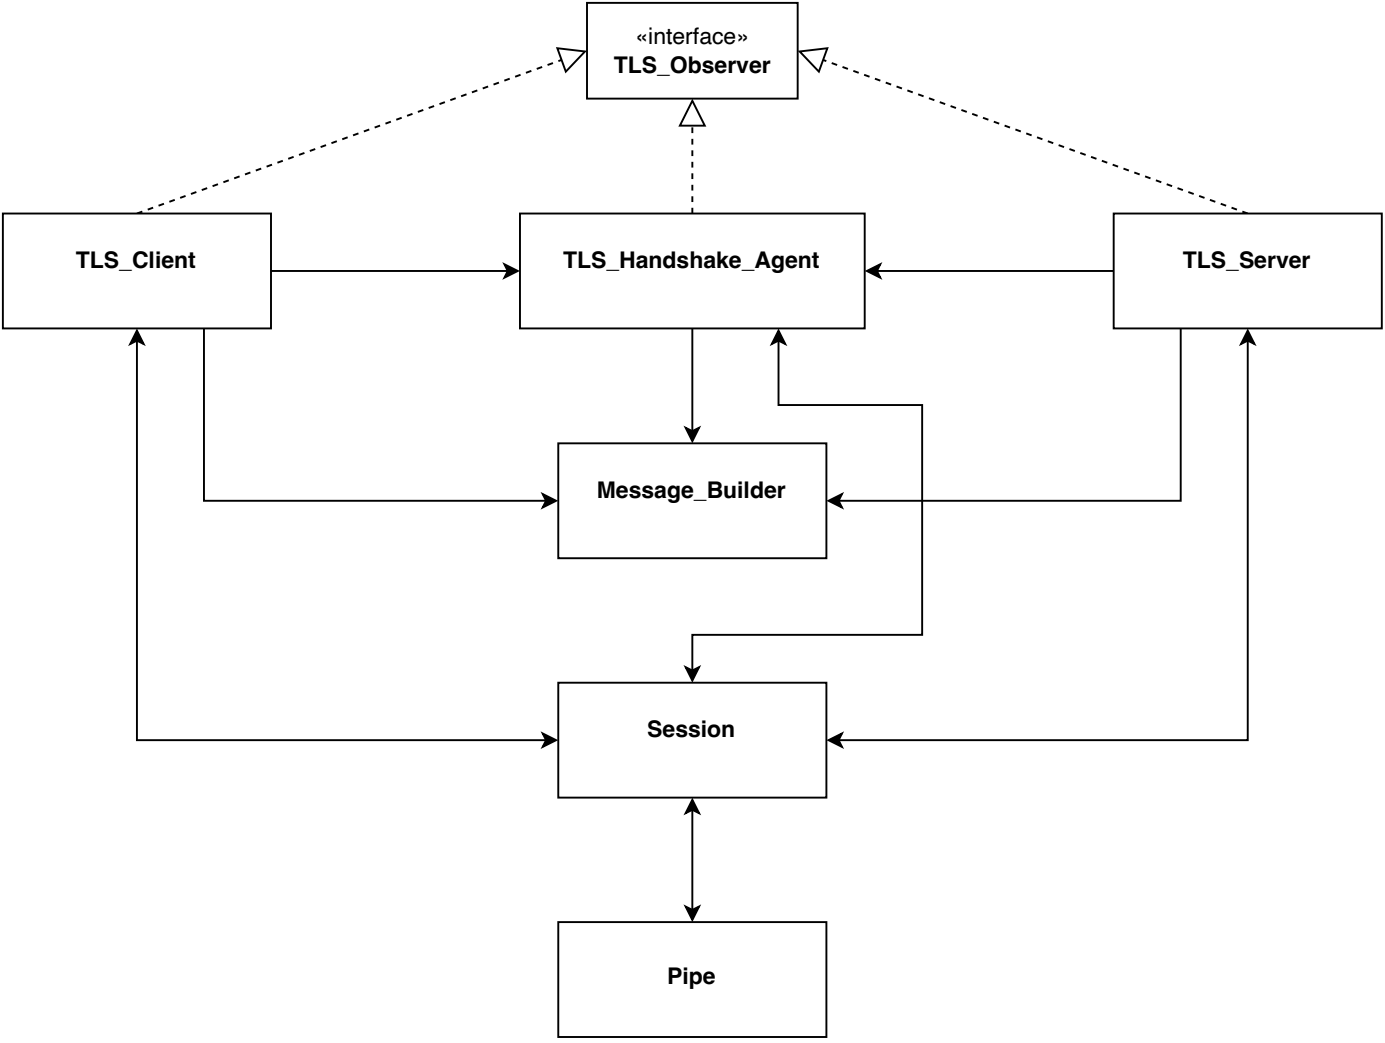 «interface»
TLS_Observer
TLS_Client
TLS_Handshake_Agent
TLS_Server
Message_Builder
Session
Pipe